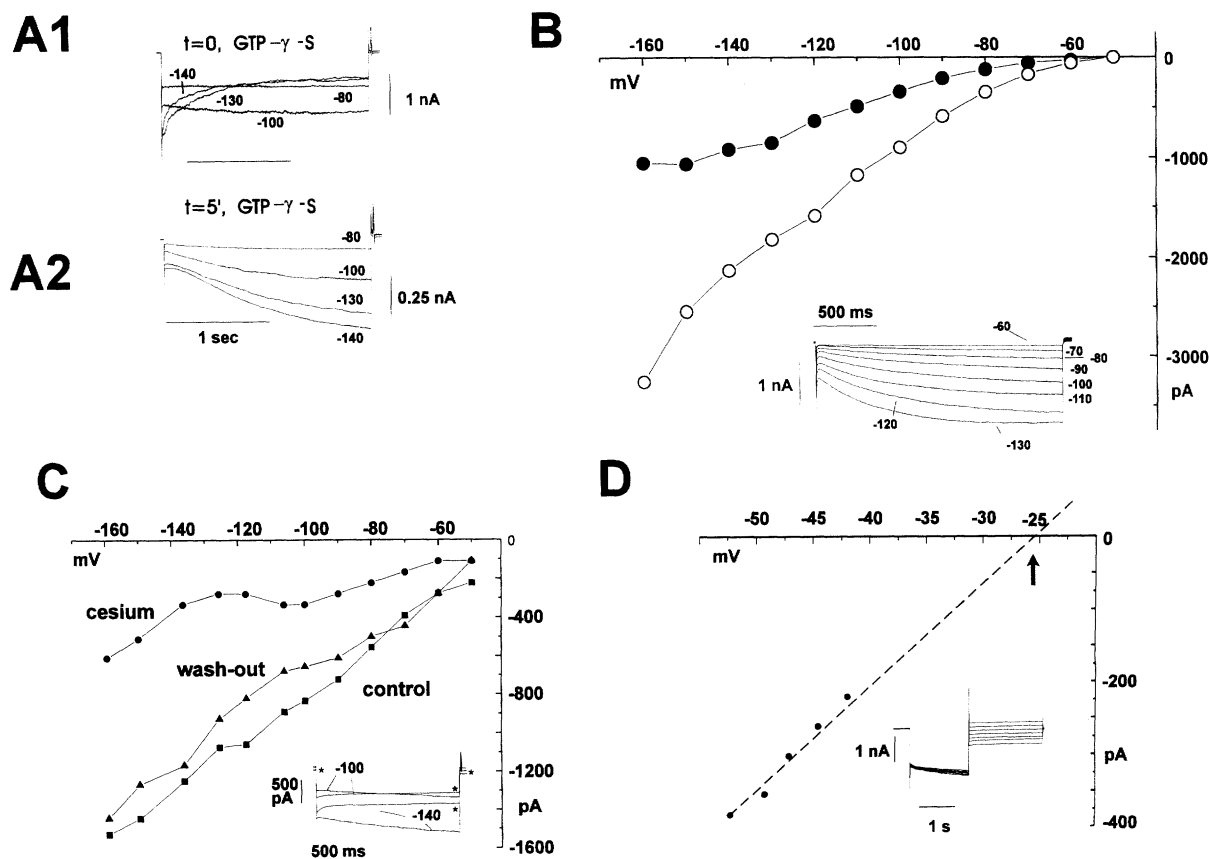 A1
t=0, GTP-γ-S
-140
-130
-80
-100
1 nA
t=5', GTP-γ-S
A2
-80
-100
-130
-140
0.25 nA
1 sec
B
-160 -140 -120 -100 -80 -60
mV
0
-1000
-2000
-3000
pA
500 ms
1 nA
-60
-70
-80
-90
-100
-110
-120
-130
C
-160 -140 -120 -100 -80 -60
mV
0
-400
-800
-1200
pA
-1600
cesium
wash-out
control
500
pA
*
-100
*
*
*
-140
500 ms
D
-50 -45 -40 -35 -30 -25
mV
0
-200
pA
-400
1 nA
1 s